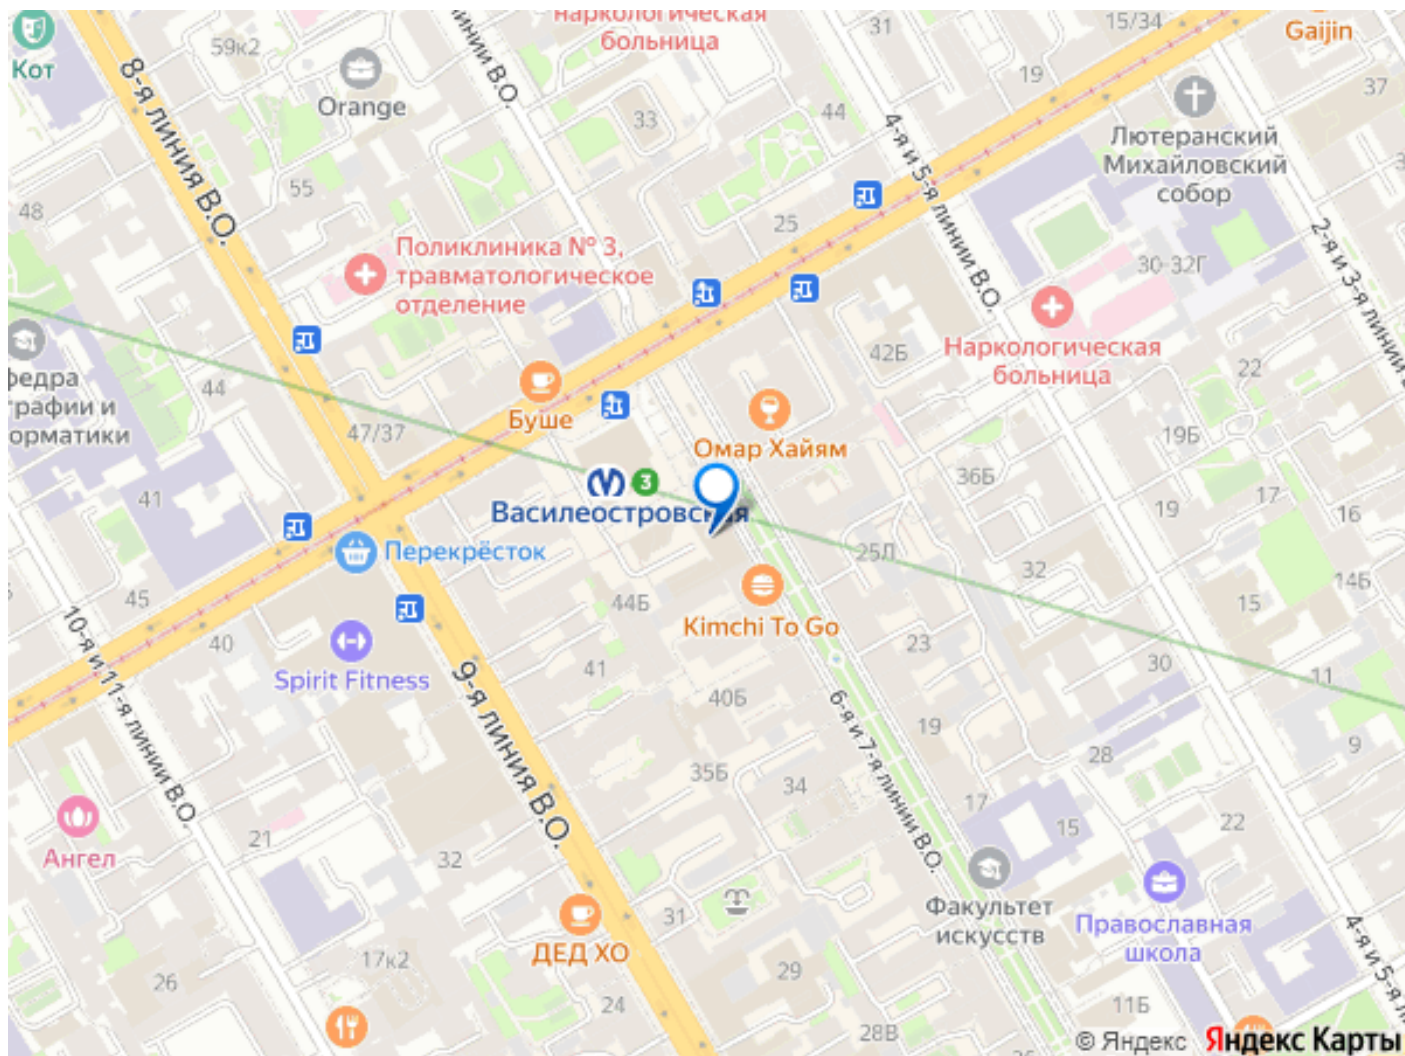 наркологическая
больница
15/34
31
Gaijin
59к2
Кот
19
Orange
37
8-я линия В.О.
33
44
4-я и 5-я линии В.О.
Лютеранский
Михайловский
собор
55
48
25
2-я и 3-я линии В
Поликлиника № 3,
травматологическое
отделение
30-32Г
42Б
Наркологическая
больница
22
федра
графии и
орматики
44
Буше
47/37
Омар Хайям
19Б
36Б
41
3
Василеостровская
17
19
16
Перекрёсток
25Л
32
14Б
45
44Б
15
40
Kimchi To Go
23
10-я и 11-я линии В.О.
Spirit Fitness
41
30
11
9-я линия В.О.
40Б
6-я и 7-я линии В.О.
19
28
9
35Б
34
17
15
22
Ангел
21
32
31
Факультет
искусств
Православная
школа
4-я и 5-я л
ДЕД ХО
17к2
29
26
24
11Б
28В
© Яндекс Яндекс Карты